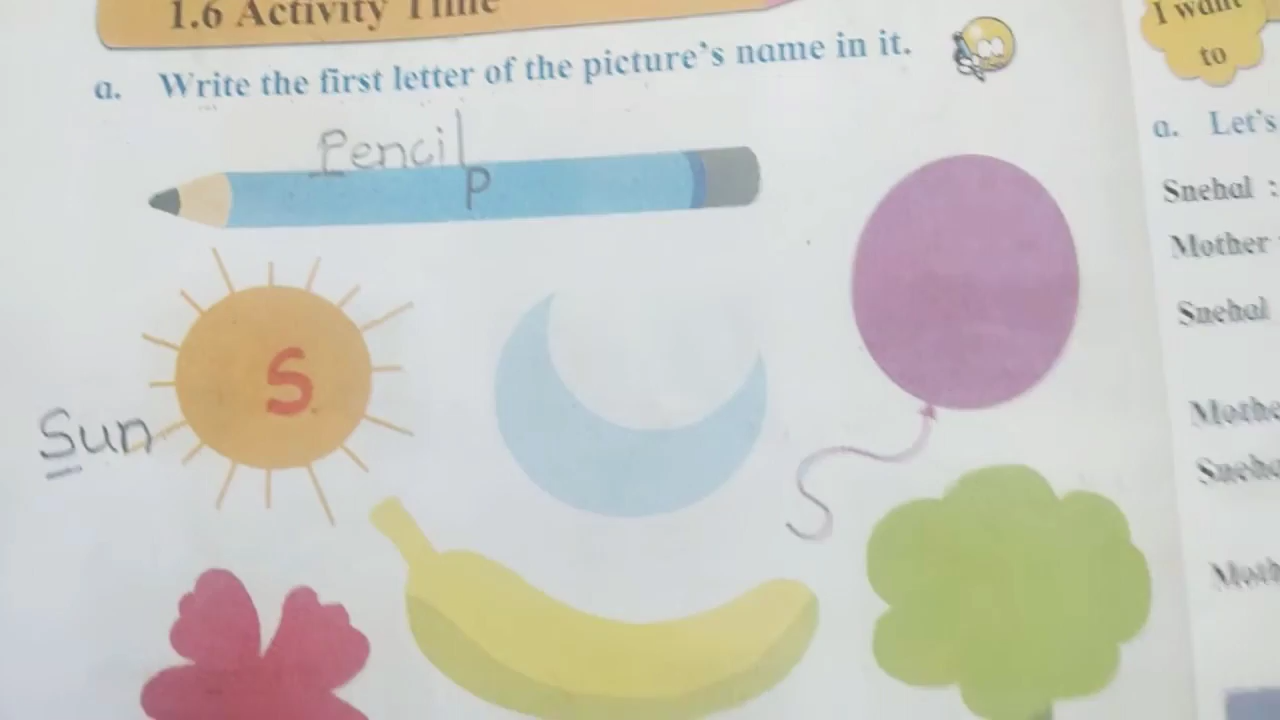 1.6 Activity Time
a. Write the first letter of the picture's name in it.
Pencil
P
S
Sun
I want
to
a. Let's
Snehal :
Mother
Snehal